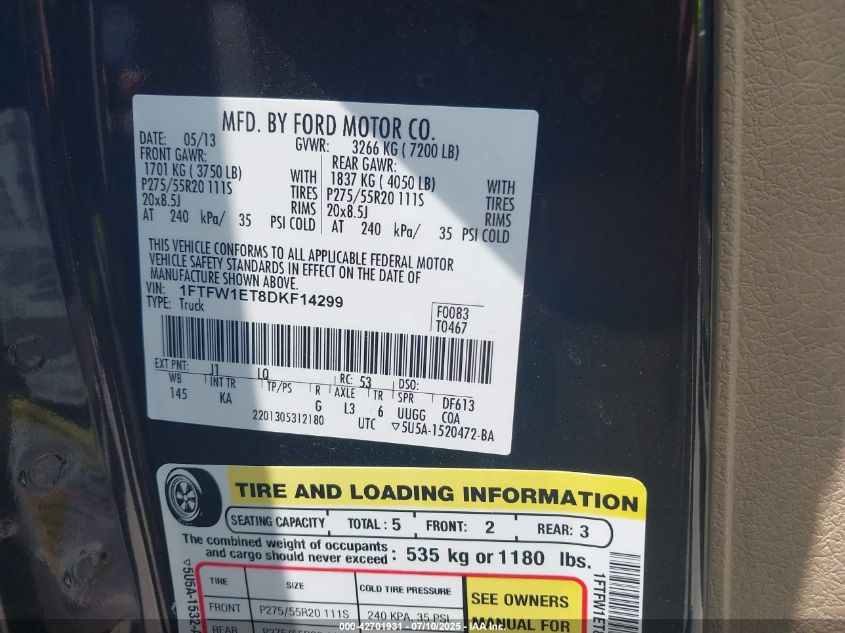 MFD. BY FORD MOTOR CO.
DATE: 05/13 GVWR: 3266 KG ( 7200 LB)
FRONT GAWR: REAR GAWR:
1701 KG ( 3750 LB) WITH 1837 KG ( 4050 LB) WITH
P275/55R20 111S TIRES P275/55R20 111S TIRES
20x8.5J RIMS 20x8.5J RIMS
AT 240 kPa/ 35 PSI COLD AT 240 kPa/ 35 PSI COLD
THIS VEHICLE CONFORMS TO ALL APPLICABLE FEDERAL MOTOR
VEHICLE SAFETY STANDARDS IN EFFECT ON THE DATE OF
MANUFACTURE SHOWN ABOVE.
VIN: 1FTFW1ET8DKF14299
TYPE: Truck
F0083
T0467
EXT PNT: J1 LQ RC: 53 DSO:
WB INT TR TP/PS R AXLE TR SPR DF613
145 KA G L3 6 UUGG COA
2201305312180 UTC ▽5U5A-1520472-BA
TIRE AND LOADING INFORMATION
SEATING CAPACITY TOTAL : 5 FRONT: 2 REAR: 3
The combined weight of occupants
and cargo should never exceed : 535 kg or 1180 lbs.
TIRE SIZE COLD TIRE PRESSURE SEE OWNERS
FRONT P275/55R20 111S 240 KPA, 35 PSI MANUAL FOR
REAR
▽5U5A-1532-
1FTFW1ET8
© 42701931 - 07/10/2025 - IAAI, Inc.